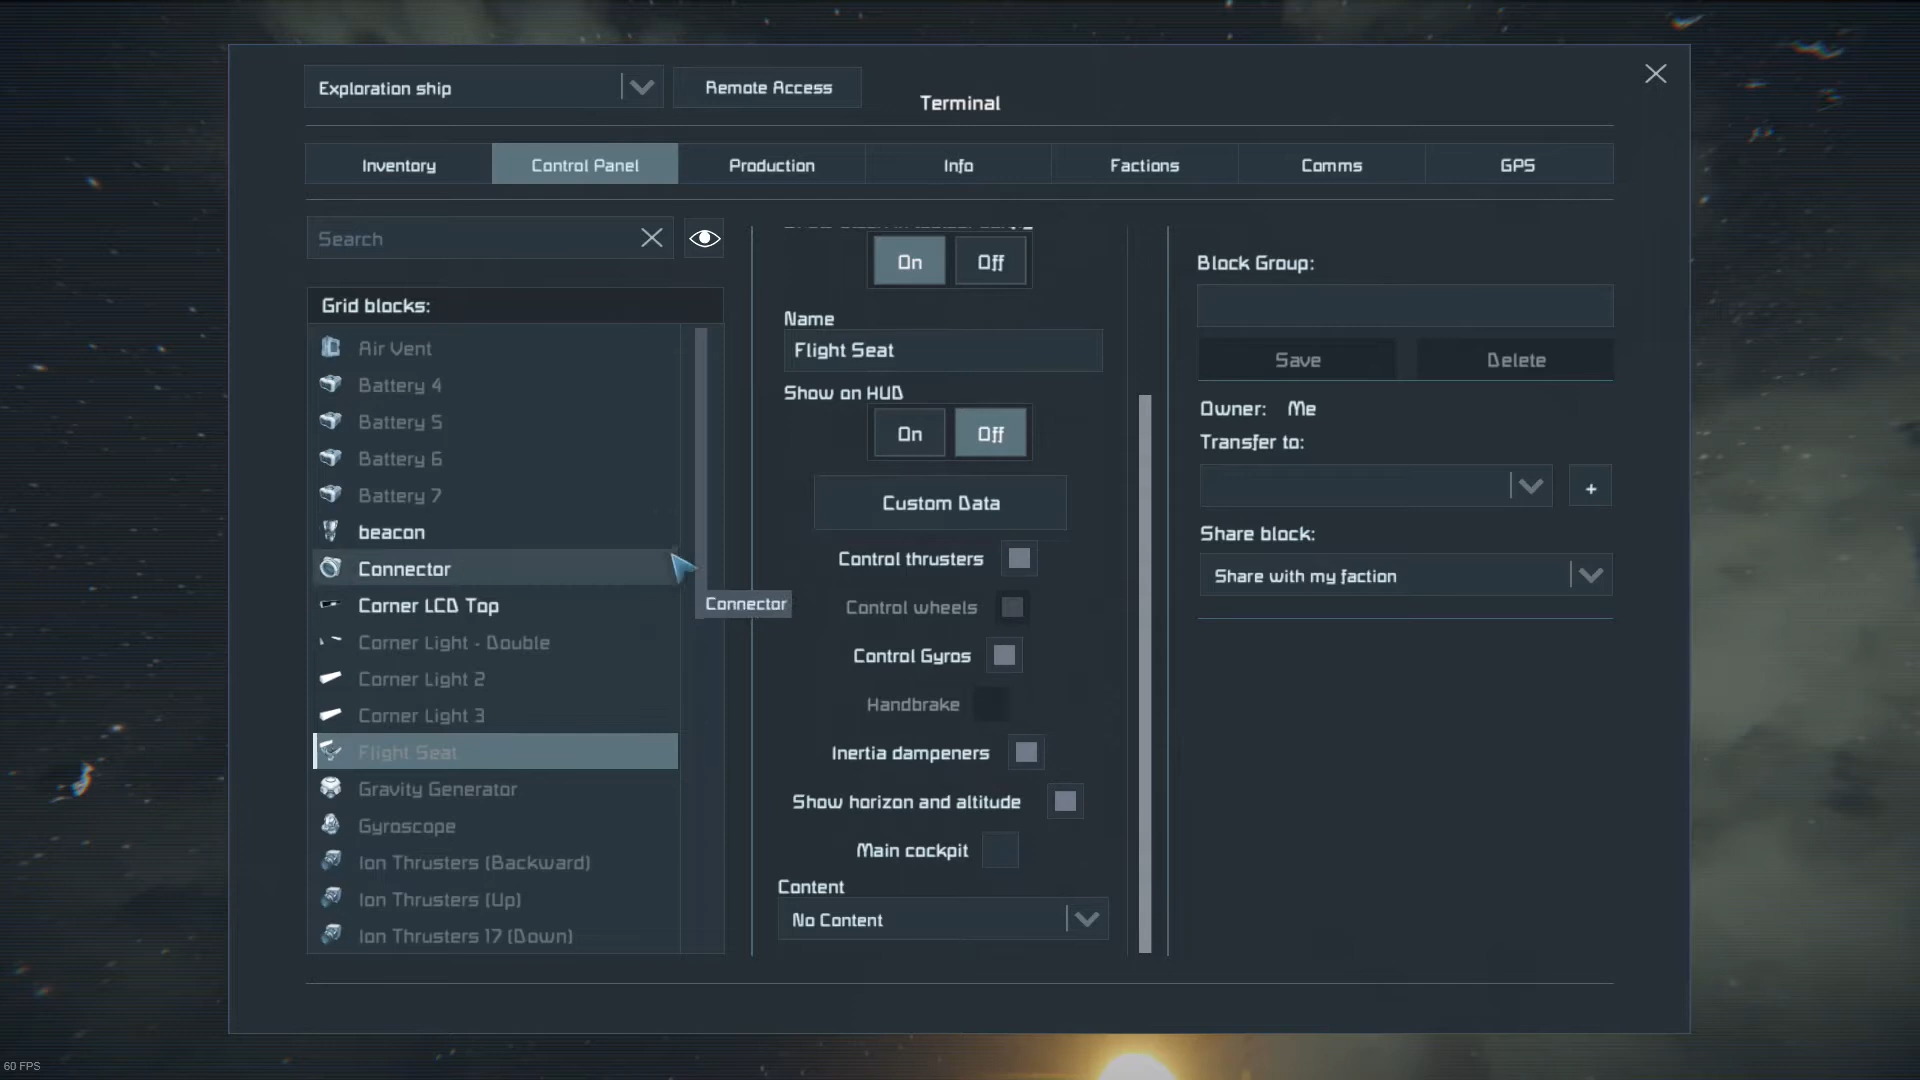 Exploration ship
Remote Access
Terminal
Inventory
Control Panel
Production
Info
Factions
Comms
GPS
Search
Grid blocks:
Air Vent
Battery 4
Battery 5
Battery 6
Battery 7
beacon
Connector
Corner LCD Top
Corner Light - Double
Corner Light 2
Corner Light 3
Flight Seat
Gravity Generator
Gyroscope
Ion Thrusters (Backward)
Ion Thrusters (Up)
Ion Thrusters 17 (Down)
Connector
On
Off
Name
Flight Seat
Show on HUD
On
Off
Custom Data
Control thrusters
Control wheels
Control Gyros
Handbrake
Inertia dampeners
Show horizon and altitude
Main cockpit
Content
No Content
Block Group:
Save
Delete
Owner: Me
Transfer to:
+
Share block:
Share with my faction
60 FPS